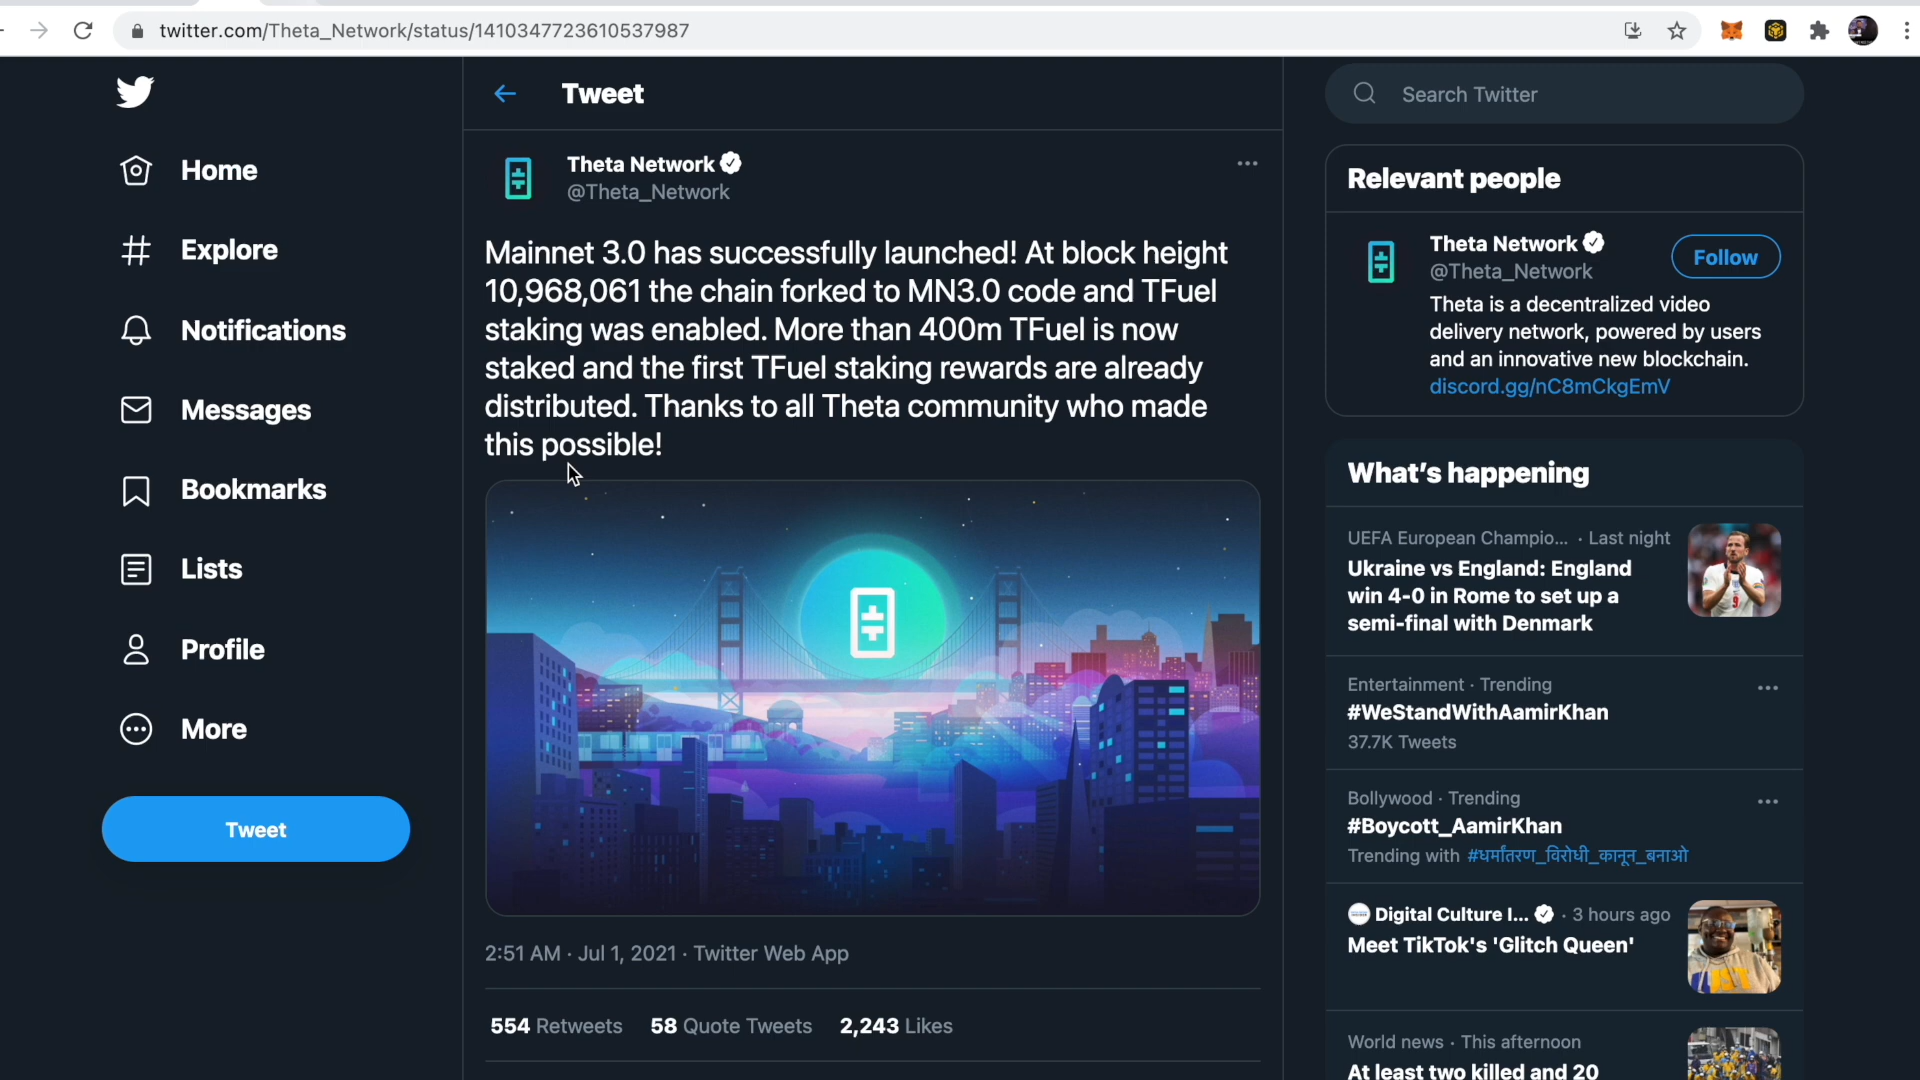 twitter.com/Theta_Network/status/1410347723610537987
Home
Explore
Notifications
Messages
Bookmarks
Lists
Profile
More
Tweet
Tweet
Theta Network
@Theta_Network
Mainnet 3.0 has successfully launched! At block height
10,968,061 the chain forked to MN3.0 code and TFuel
staking was enabled. More than 400m TFuel is now
staked and the first TFuel staking rewards are already
distributed. Thanks to all Theta community who made
this possible!
2:51 AM · Jul 1, 2021 · Twitter Web App
554 Retweets 58 Quote Tweets 2,243 Likes
Search Twitter
Relevant people
Theta Network
@Theta_Network
Follow
Theta is a decentralized video
delivery network, powered by users
and an innovative new blockchain.
discord.gg/nC8mCkgEmV
What's happening
UEFA European Champio... · Last night
Ukraine vs England: England
win 4-0 in Rome to set up a
semi-final with Denmark
Entertainment · Trending
#WeStandWithAamirKhan
37.7K Tweets
Bollywood · Trending
#Boycott_AamirKhan
Trending with #धर्मांतरण_विरोधी_कानून_बनाओ
Digital Culture I... · 3 hours ago
Meet TikTok's 'Glitch Queen'
World news · This afternoon
At least two killed and 20